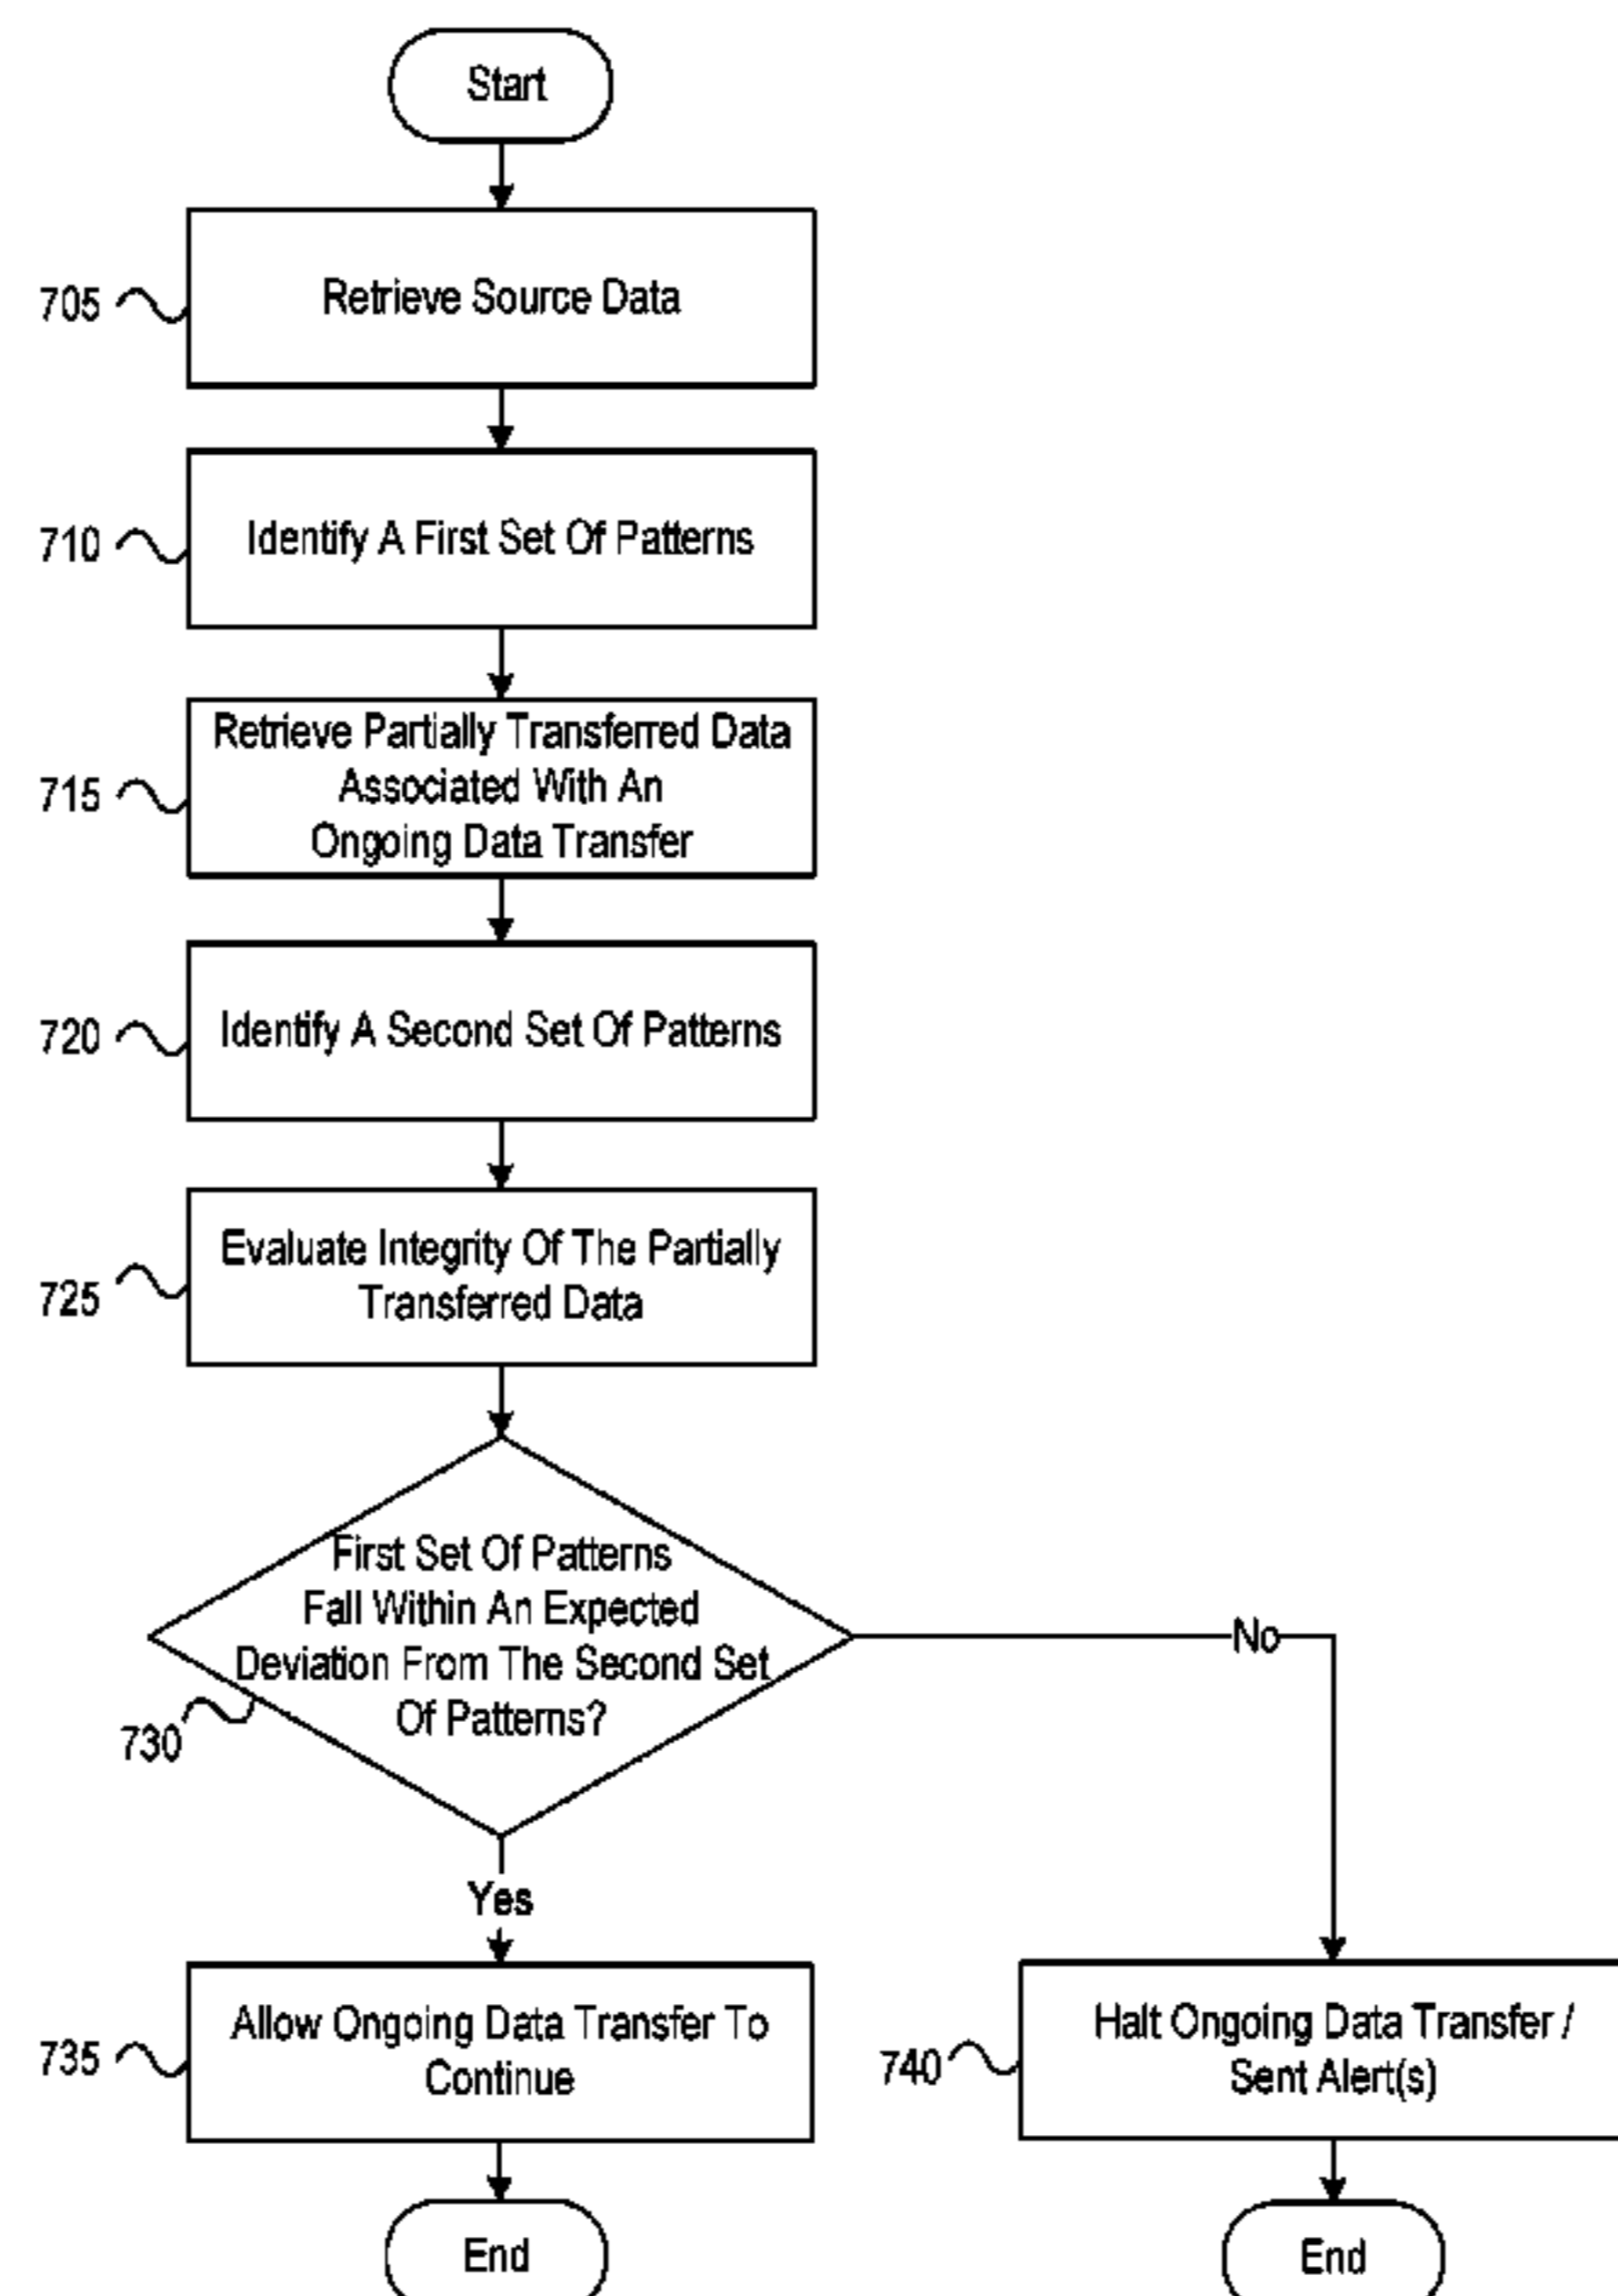 Start
705
Retrieve Source Data
710
Identify A First Set Of Patterns
715
Retrieve Partially Transferred Data
Associated With An
Ongoing Data Transfer
720
Identify A Second Set Of Patterns
725
Evaluate Integrity Of The Partially
Transferred Data
730
First Set Of Patterns
Fall Within An Expected
Deviation From The Second Set
Of Patterns?
No
Yes
735
Allow Ongoing Data Transfer To
Continue
740
Halt Ongoing Data Transfer /
Sent Alert(s)
End
End